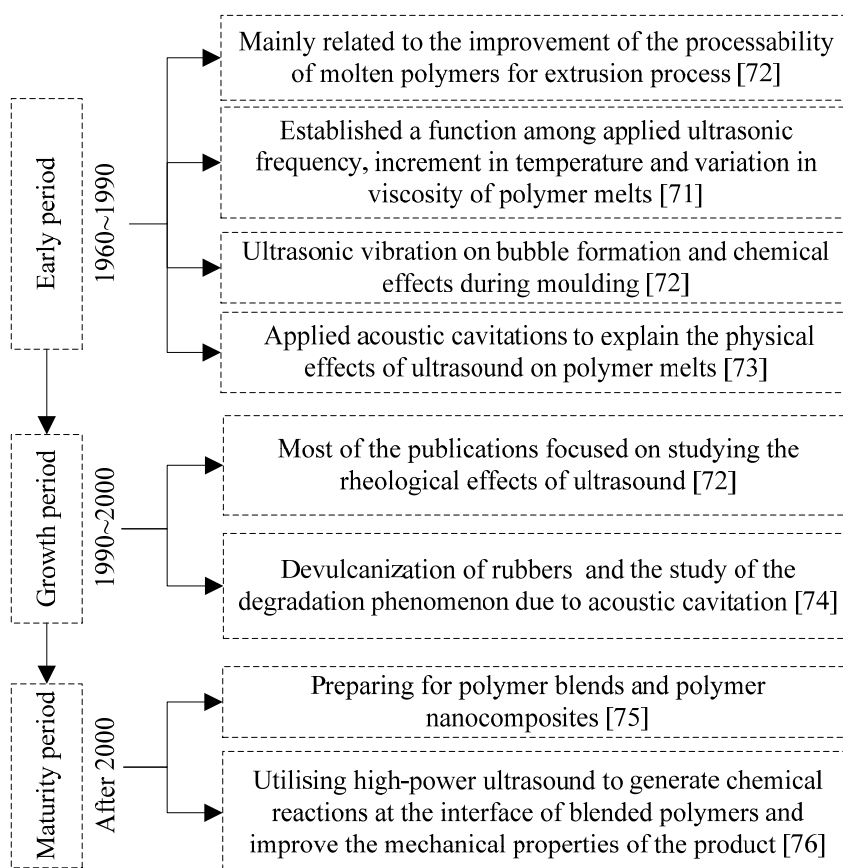 Early period
1960~1990
Mainly related to the improvement of the processability
of molten polymers for extrusion process [72]
Established a function among applied ultrasonic
frequency, increment in temperature and variation in
viscosity of polymer melts [71]
Ultrasonic vibration on bubble formation and chemical
effects during moulding [72]
Applied acoustic cavitations to explain the physical
effects of ultrasound on polymer melts [73]
Growth period
1990~2000
Most of the publications focused on studying the
rheological effects of ultrasound [72]
Devulcanization of rubbers and the study of the
degradation phenomenon due to acoustic cavitation [74]
Maturity period
After 2000
Preparing for polymer blends and polymer
nanocomposites [75]
Utilising high-power ultrasound to generate chemical
reactions at the interface of blended polymers and
improve the mechanical properties of the product [76]